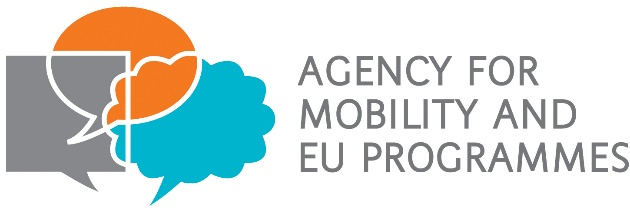 AGENCY FOR
MOBILITY AND
EU PROGRAMMES